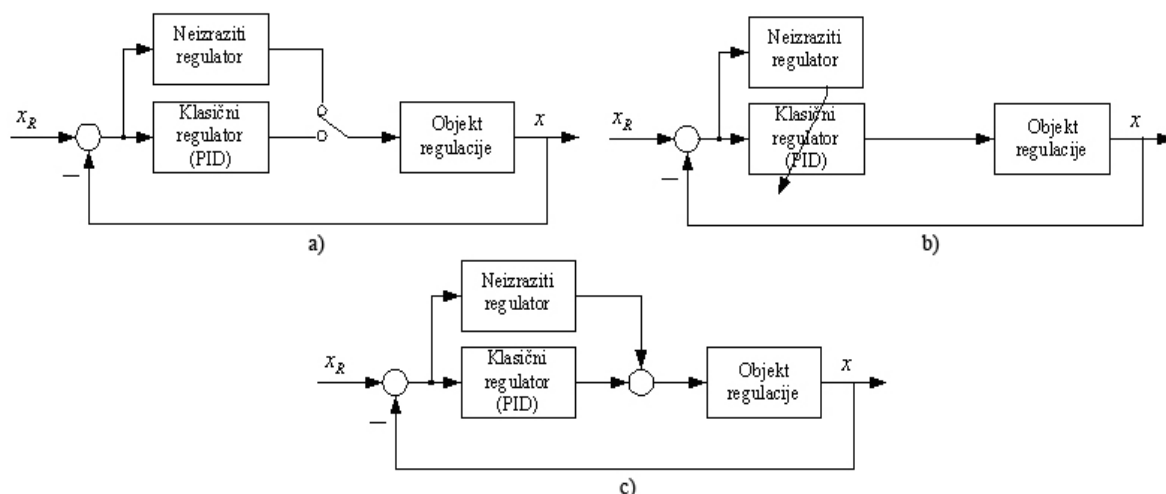 Neizraziti
regulator
x_R
Klasični
regulator
(PID)
Objekt
regulacije
x
−
a)
Neizraziti
regulator
x_R
Klasični
regulator
(PID)
Objekt
regulacije
x
−
b)
Neizraziti
regulator
x_R
Klasični
regulator
(PID)
Objekt
regulacije
x
−
c)